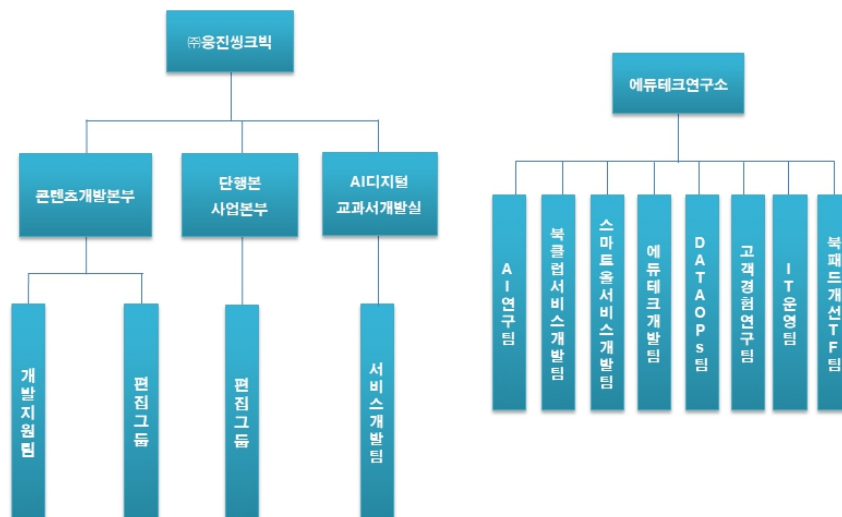 ㈜웅진씽크빅
에듀테크연구소
콘텐츠개발본부
단행본
사업본부
AI디지털
교과서개발실
개발지원팀
편집그룹
편집그룹
서비스개발팀
AI연구팀
북클럽서비스개발팀
스마트올서비스개발팀
에듀테크개발팀
DATAOPs팀
고객경험연구팀
IT운영팀
북패드개선TF팀